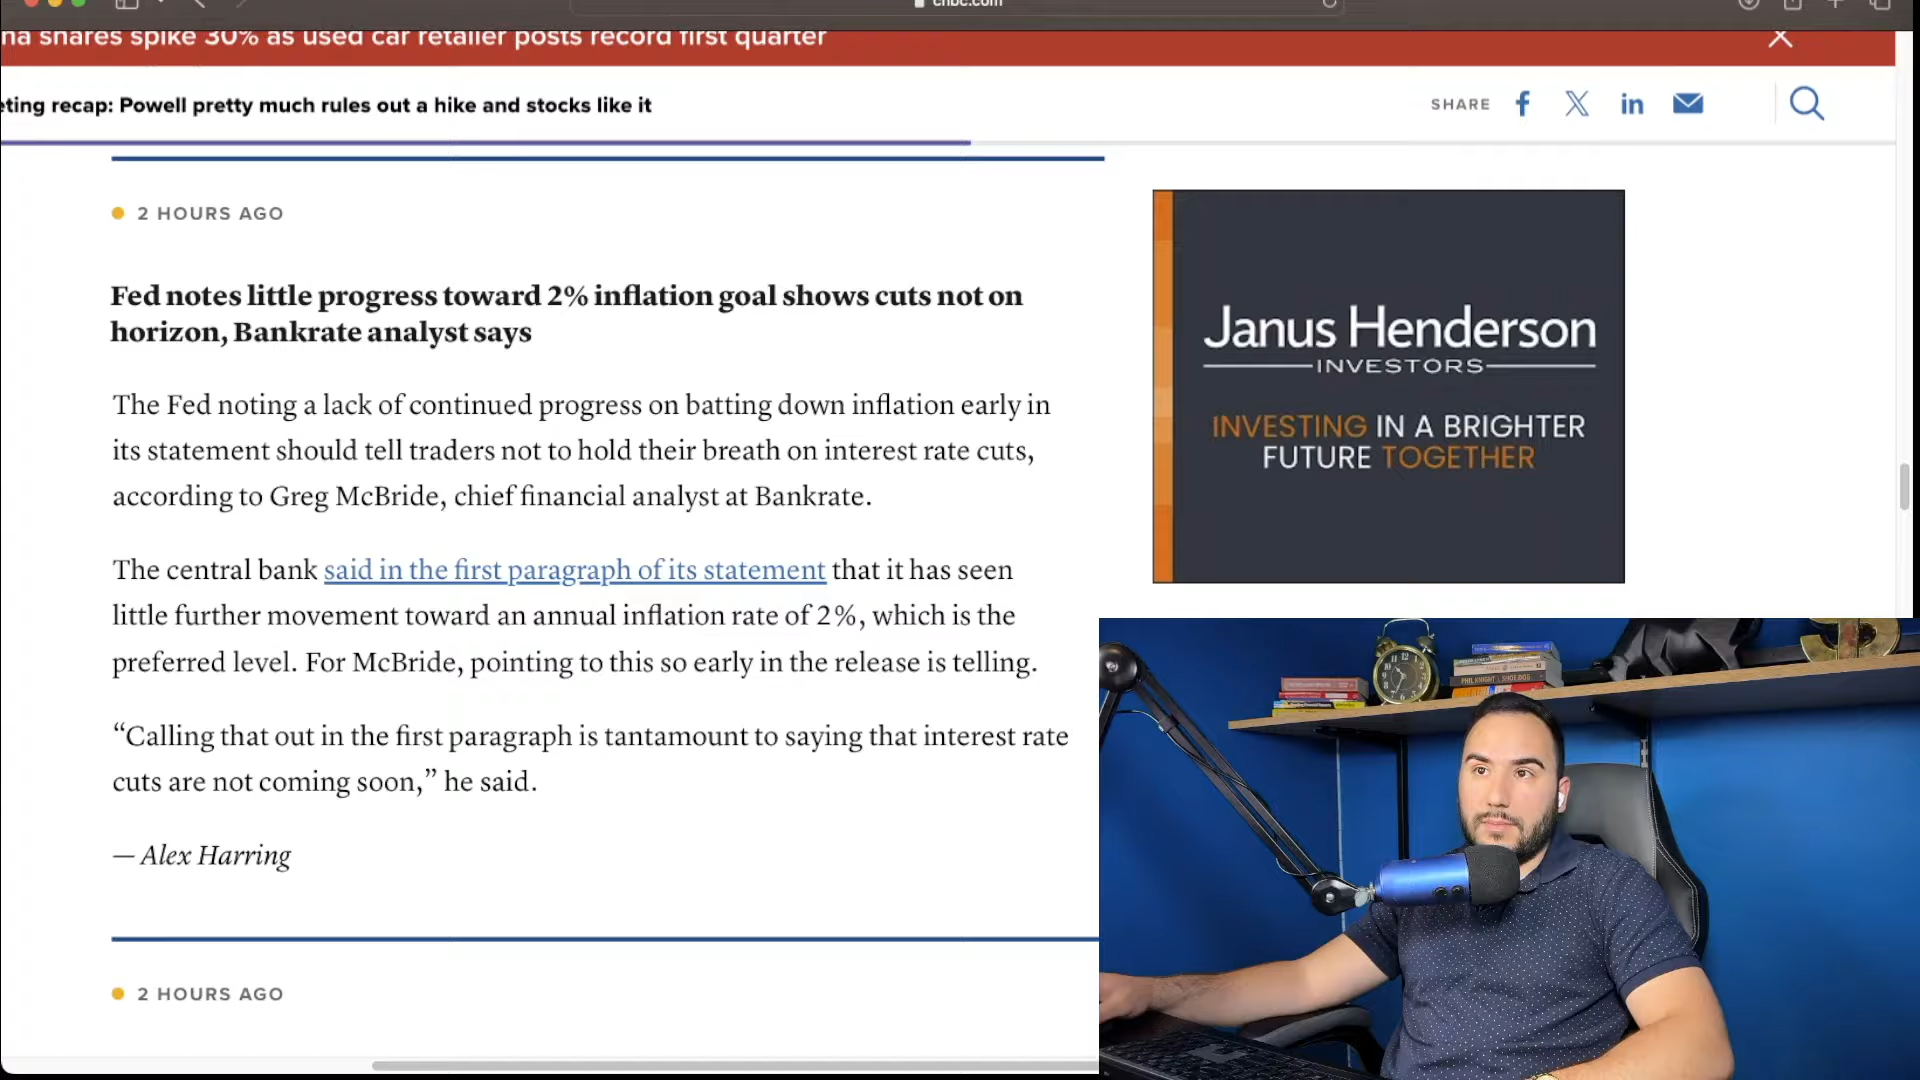 cnbc.com
na shares spike 30% as used car retailer posts record first quarter
eting recap: Powell pretty much rules out a hike and stocks like it
SHARE
2 HOURS AGO
Fed notes little progress toward 2% inflation goal shows cuts not on
horizon, Bankrate analyst says
The Fed noting a lack of continued progress on batting down inflation early in
its statement should tell traders not to hold their breath on interest rate cuts,
according to Greg McBride, chief financial analyst at Bankrate.
The central bank said in the first paragraph of its statement that it has seen
little further movement toward an annual inflation rate of 2%, which is the
preferred level. For McBride, pointing to this so early in the release is telling.
“Calling that out in the first paragraph is tantamount to saying that interest rate
cuts are not coming soon,” he said.
— Alex Harring
2 HOURS AGO
Janus Henderson
INVESTORS
INVESTING IN A BRIGHTER
FUTURE TOGETHER
PHIL KNIGHT SHOE DOG